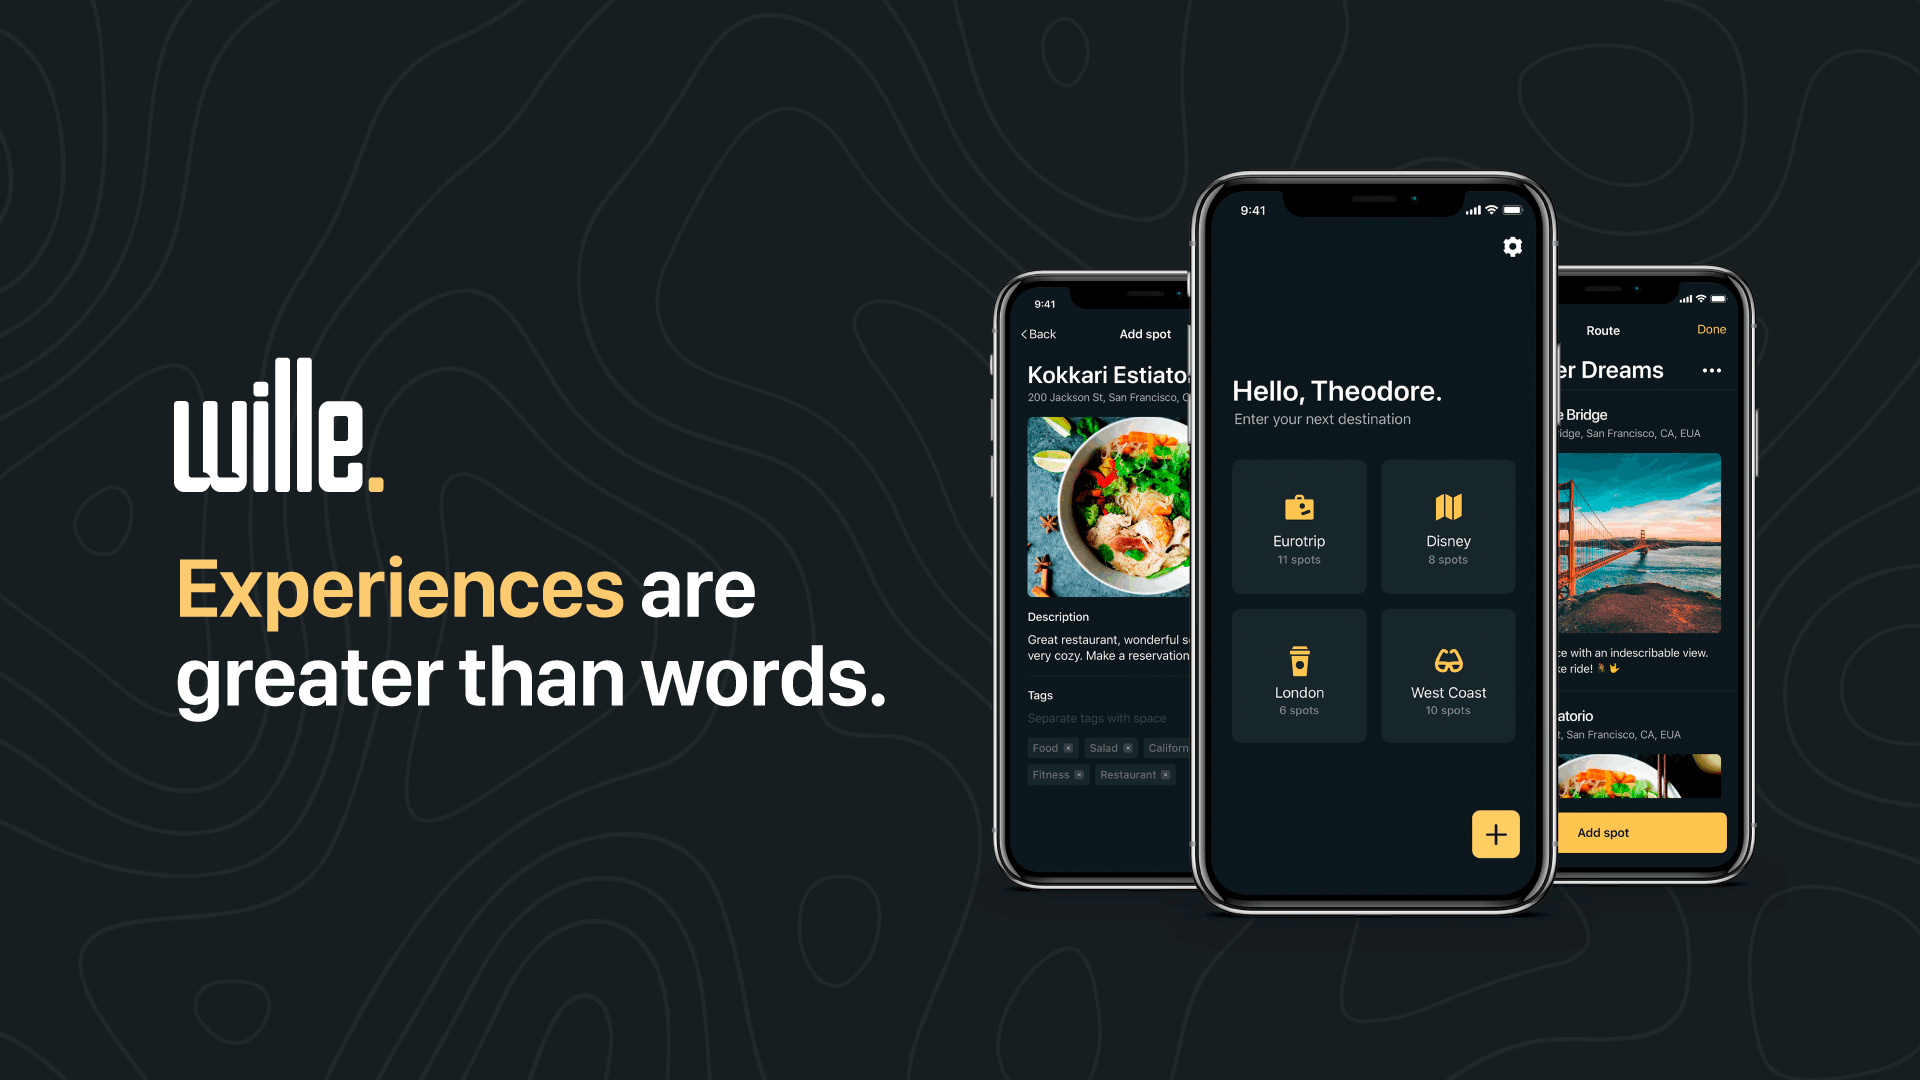 wille.
Experiences are
greater than words.
9:41
Back
Add spot
Kokkari Estiato
200 Jackson St, San Francisco,
Description
Great restaurant, wonderful
very cozy. Make a reservation
Tags
Separate tags with space
Food
Salad
Californ
Fitness
Restaurant
9:41
Hello, Theodore.
Enter your next destination
Eurotrip
11 spots
Disney
8 spots
London
6 spots
West Coast
10 spots
Route
Done
er Dreams
e Bridge
ridge, San Francisco, CA, EUA
ce with an indescribable view.
ke ride!
atorio
t, San Francisco, CA, EUA
Add spot